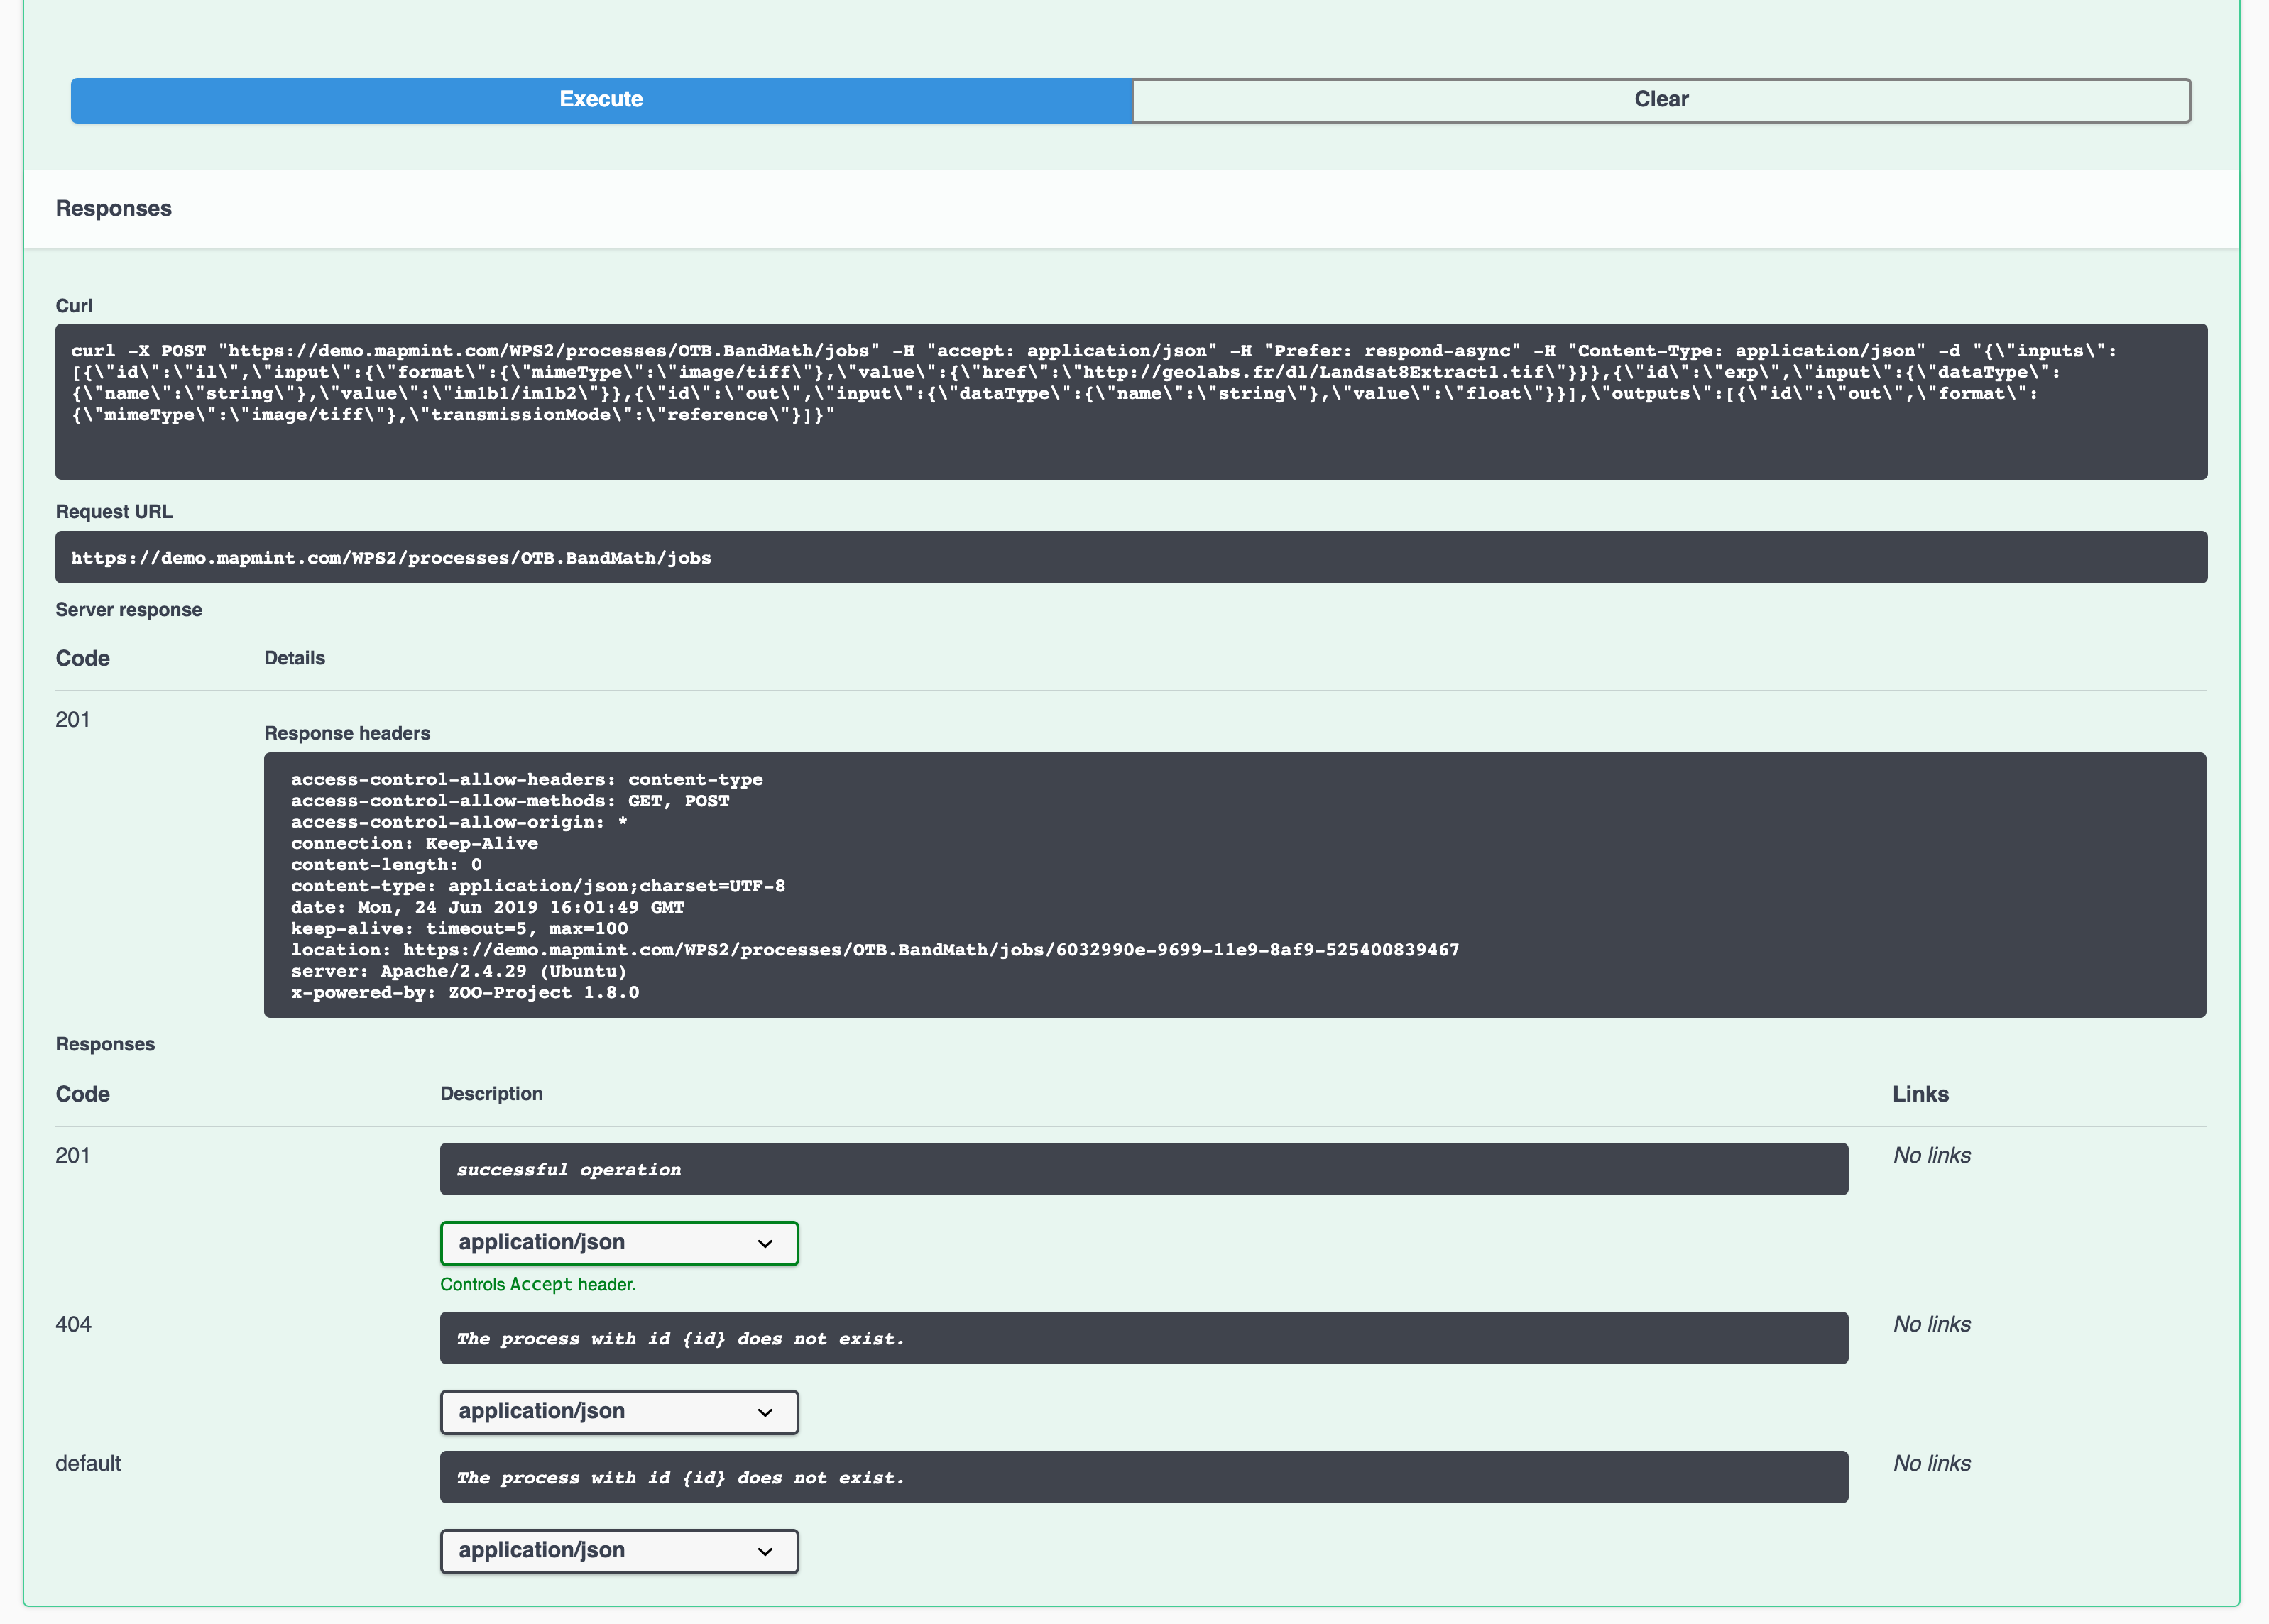 Execute
Clear
Responses
Curl
curl -X POST "https://demo.mapmint.com/WPS2/processes/OTB.BandMath/jobs" -H "accept: application/json" -H "Prefer: respond-async" -H "Content-Type: application/json" -d "{\"inputs\":
[{\"id\":\"il\",\"input\":{\"format\":{\"mimeType\":\"image/tiff\"},\"value\":{\"href\":\"http://geolabs.fr/dl/Landsat8Extract1.tif\"}}},{\"id\":\"exp\",\"input\":{\"dataType\":
{\"name\":\"string\"},\"value\":\"im1b1/im1b2\"}},{\"id\":\"out\",\"input\":{\"dataType\":{\"name\":\"string\"},\"value\":\"float\"}}],\"outputs\":[{\"id\":\"out\",\"format\":
{\"mimeType\":\"image/tiff\"},\"transmissionMode\":\"reference\"}]}"
Request URL
https://demo.mapmint.com/WPS2/processes/OTB.BandMath/jobs
Server response
Code Details
201
Response headers
access-control-allow-headers: content-type
access-control-allow-methods: GET, POST
access-control-allow-origin: *
connection: Keep-Alive
content-length: 0
content-type: application/json;charset=UTF-8
date: Mon, 24 Jun 2019 16:01:49 GMT
keep-alive: timeout=5, max=100
location: https://demo.mapmint.com/WPS2/processes/OTB.BandMath/jobs/6032990e-9699-11e9-8af9-525400839467
server: Apache/2.4.29 (Ubuntu)
x-powered-by: ZOO-Project 1.8.0
Responses
Code Description Links
201 successful operation No links
application/json
Controls Accept header.
404 The process with id {id} does not exist. No links
application/json
default The process with id {id} does not exist. No links
application/json